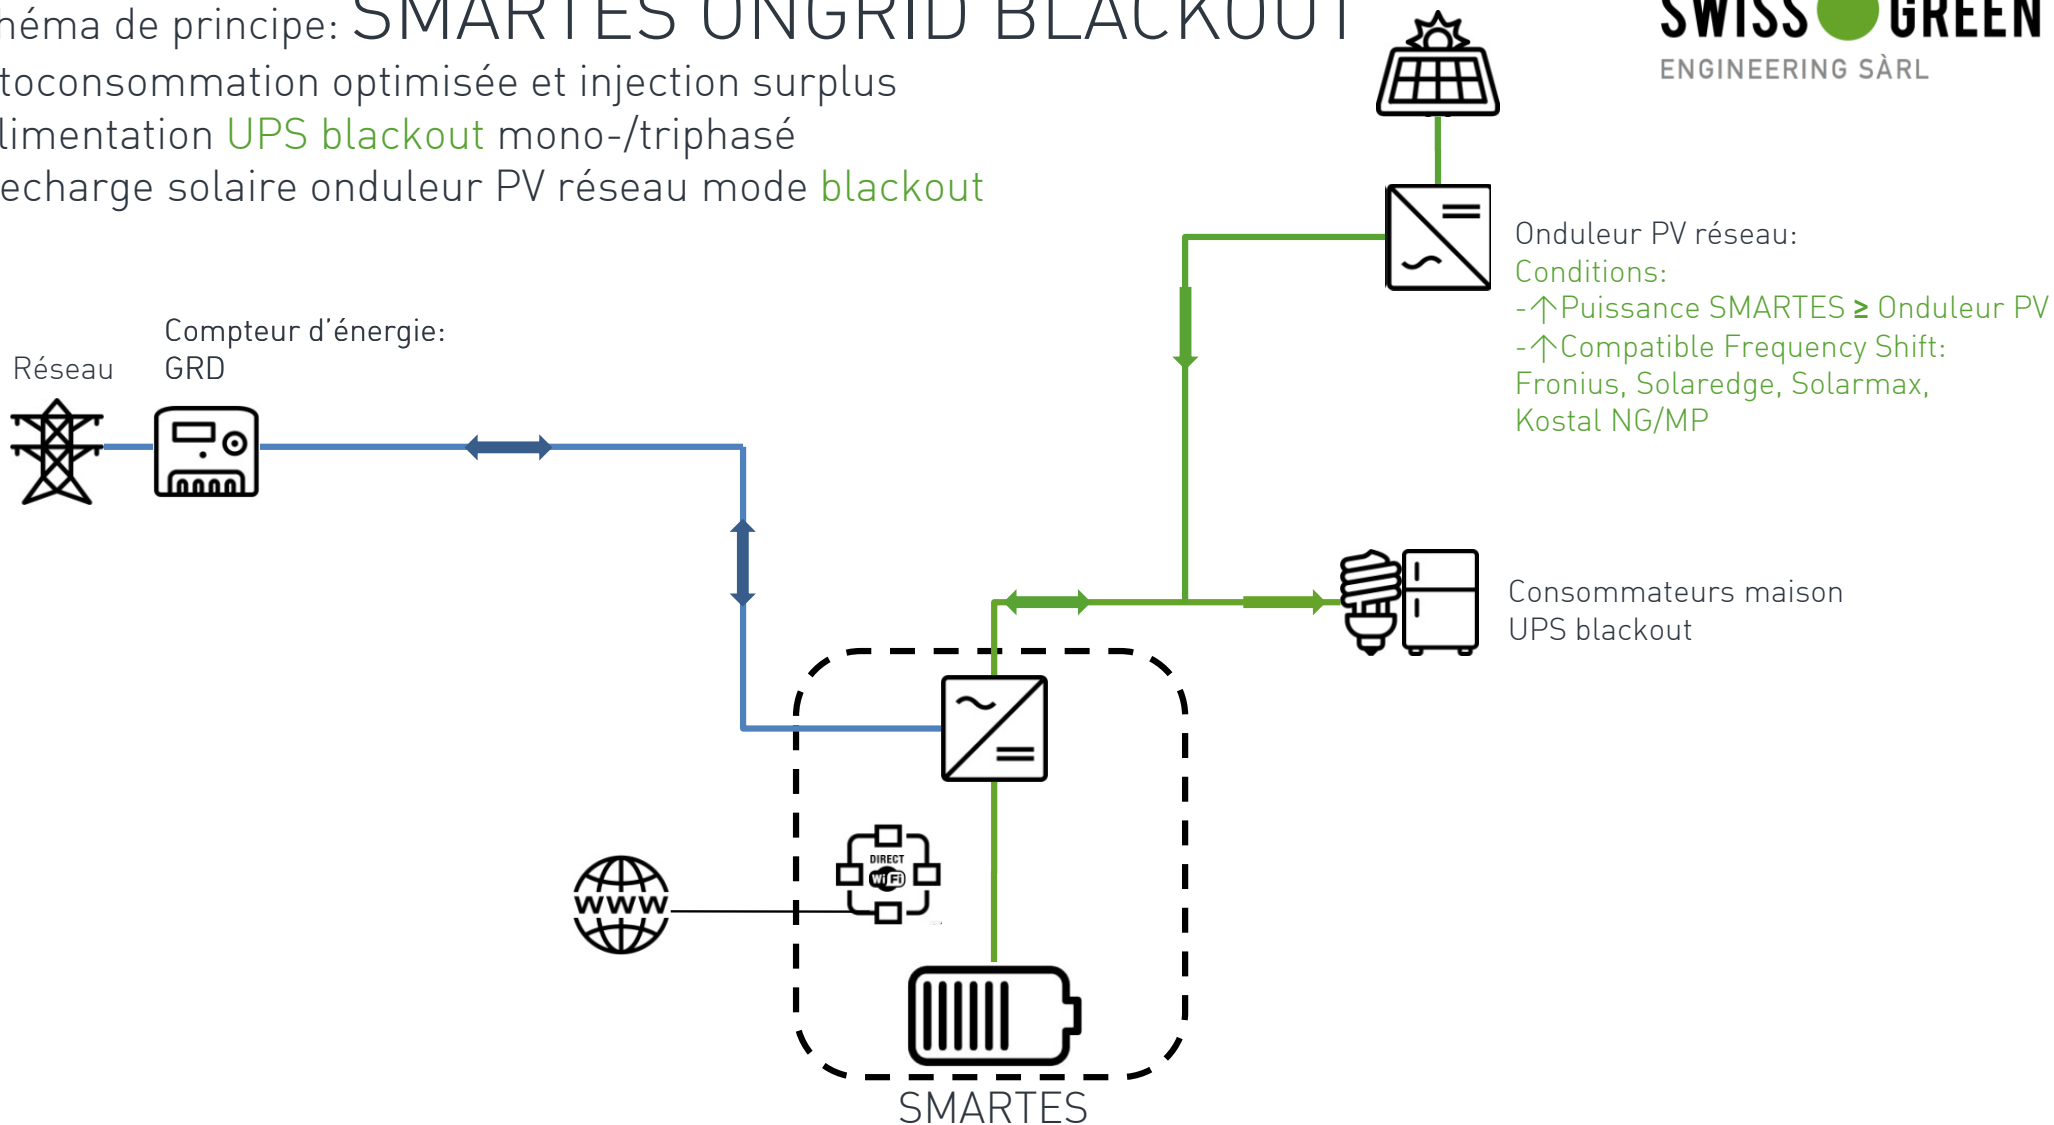 héma de principe: SMARTES ONGRID BLACKOUT
toconsommation optimisée et injection surplus
limentation UPS blackout mono-/triphasé
echarge solaire onduleur PV réseau mode blackout
SWISS GREEN
ENGINEERING SÀRL
Onduleur PV réseau:
Conditions:
-↑Puissance SMARTES ≥ Onduleur PV
-↑Compatible Frequency Shift:
Fronius, Solaredge, Solarmax,
Kostal NG/MP
Compteur d'énergie:
GRD
Réseau
Consommateurs maison
UPS blackout
DIRECT
WiFi
WWW
SMARTES